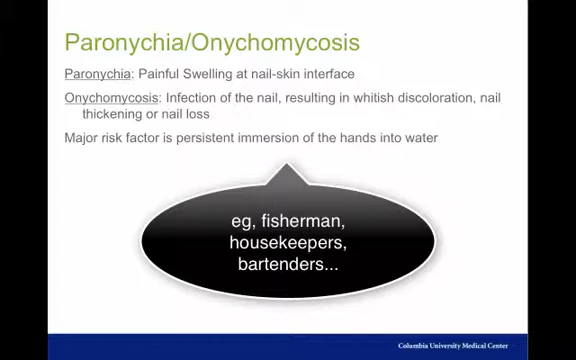 Paronychia/Onychomycosis
Paronychia: Painful Swelling at nail-skin interface
Onychomycosis: Infection of the nail, resulting in whitish discoloration, nail
thickening or nail loss
Major risk factor is persistent immersion of the hands into water
eg, fisherman,
housekeepers,
bartenders...
Columbia University Medical Center